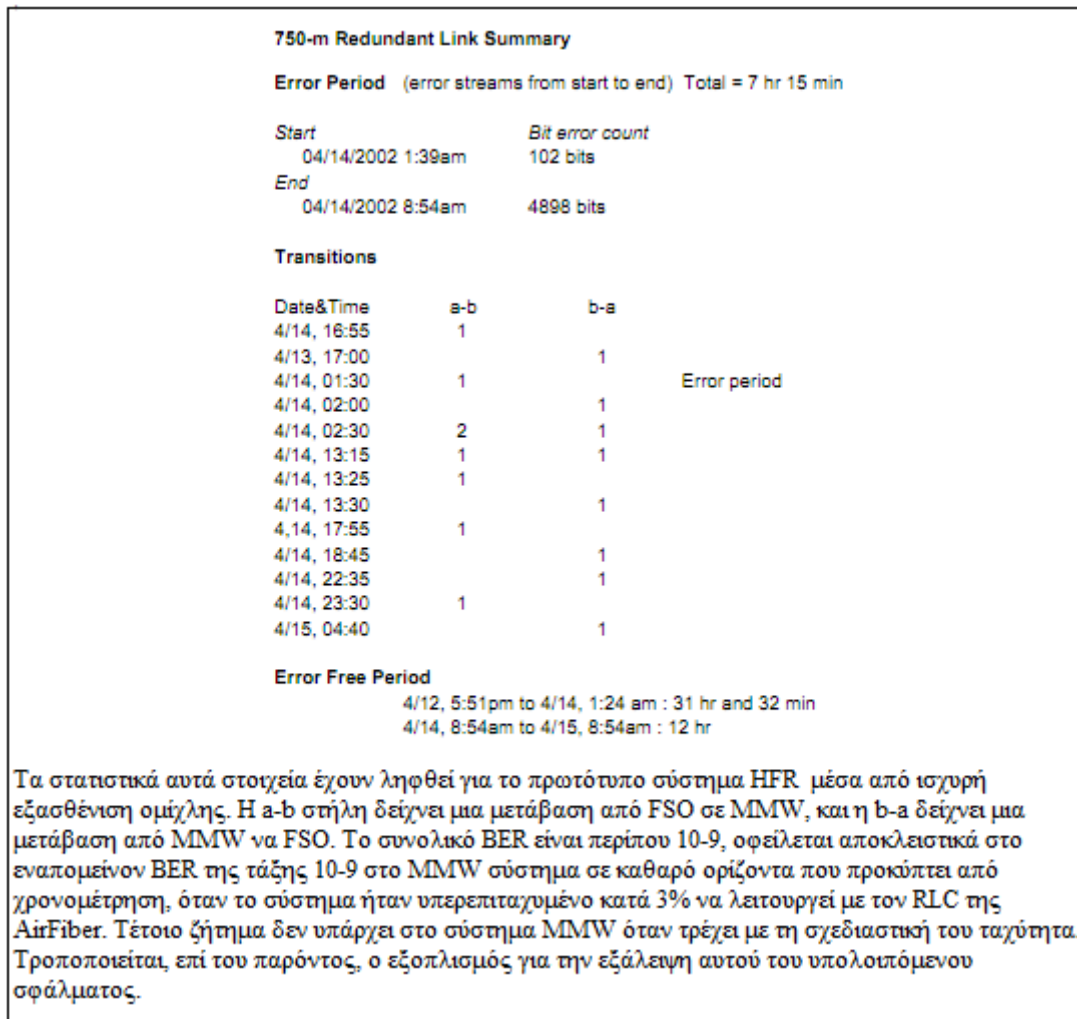 750-m Redundant Link Summary
Error Period (error streams from start to end) Total = 7 hr 15 min
Start Bit error count
04/14/2002 1:39am 102 bits
End
04/14/2002 8:54am 4898 bits
Transitions
Date&Time a-b b-a
4/14, 16:55 1
4/13, 17:00 1
4/14, 01:30 1 Error period
4/14, 02:00 1
4/14, 02:30 2 1
4/14, 13:15 1 1
4/14, 13:25 1
4/14, 13:30 1
4,14, 17:55 1
4/14, 18:45 1
4/14, 22:35 1
4/14, 23:30 1
4/15, 04:40 1
Error Free Period
4/12, 5:51pm to 4/14, 1:24 am : 31 hr and 32 min
4/14, 8:54am to 4/15, 8:54am : 12 hr
Τα στατιστικά αυτά στοιχεία έχουν ληφθεί για το πρωτότυπο σύστημα HFR μέσα από ισχυρή
εξασθένιση ομίχλης. Η a-b στήλη δείχνει μια μετάβαση από FSO σε MMW, και η b-a δείχνει μια
μετάβαση από MMW να FSO. Το συνολικό BER είναι περίπου 10-9, οφείλεται αποκλειστικά στο
εναπομείνον BER της τάξης 10-9 στο MMW σύστημα σε καθαρό ορίζοντα που προκύπτει από
χρονομέτρηση, όταν το σύστημα ήταν υπερεπιταχυμένο κατά 3% να λειτουργεί με τον RLC της
AirFiber. Τέτοιο ζήτημα δεν υπάρχει στο σύστημα MMW όταν τρέχει με τη σχεδιαστική του ταχύτητα.
Τροποποιείται, επί του παρόντος, ο εξοπλισμός για την εξάλειψη αυτού του υπολοιπόμενου
σφάλματος.